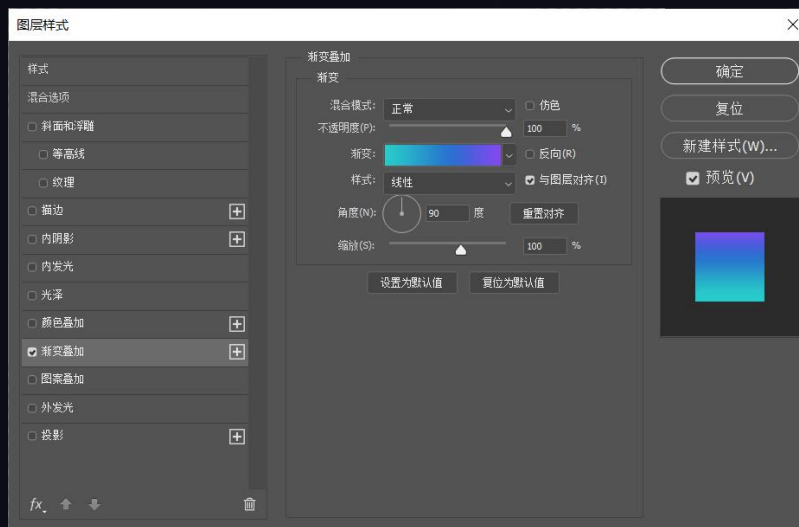 图层样式
样式
混合选项
斜面和浮雕
等高线
纹理
描边
内阴影
内发光
光泽
颜色叠加
渐变叠加
图案叠加
外发光
投影
fx
渐变叠加
渐变
混合模式: 正常 仿色
不透明度(P): 100 %
渐变: 反向(R)
样式: 线性 与图层对齐(I)
角度(N): 90 度 重置对齐
缩放(S): 100 %
设置为默认值 复位为默认值
确定
复位
新建样式(W)...
预览(V)